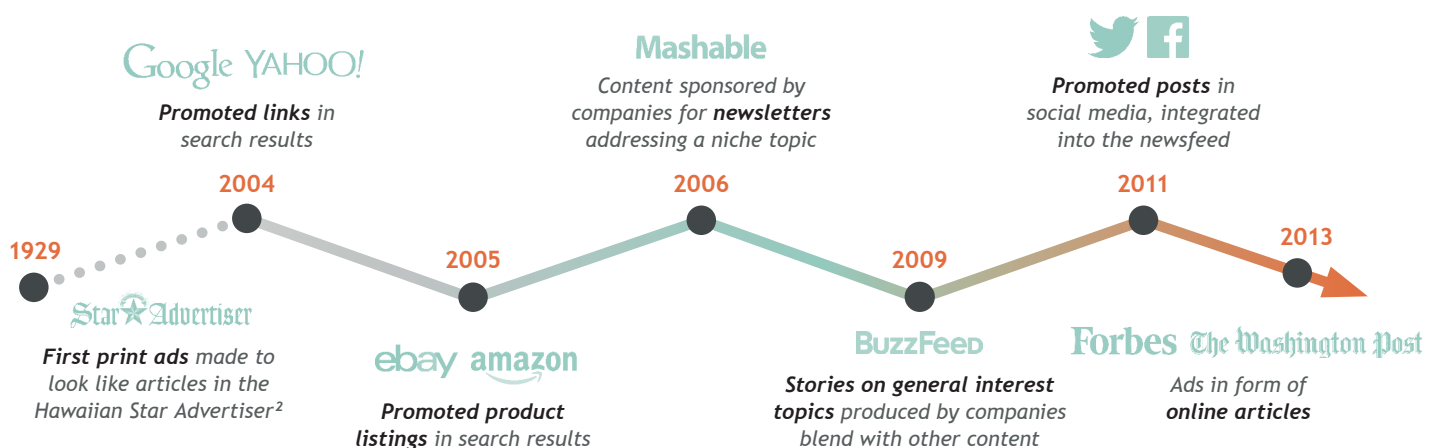 1929
Star Advertiser
First print ads made to
look like articles in the
Hawaiian Star Advertiser²
Google YAHOO!
Promoted links in
search results
2004
2005
ebay amazon
Promoted product
listings in search results
Mashable
Content sponsored by
companies for newsletters
addressing a niche topic
2006
2009
BuzzFeeD
Stories on general interest
topics produced by companies
blend with other content
Promoted posts in
social media, integrated
into the newsfeed
2011
2013
Forbes The Washington Post
Ads in form of
online articles